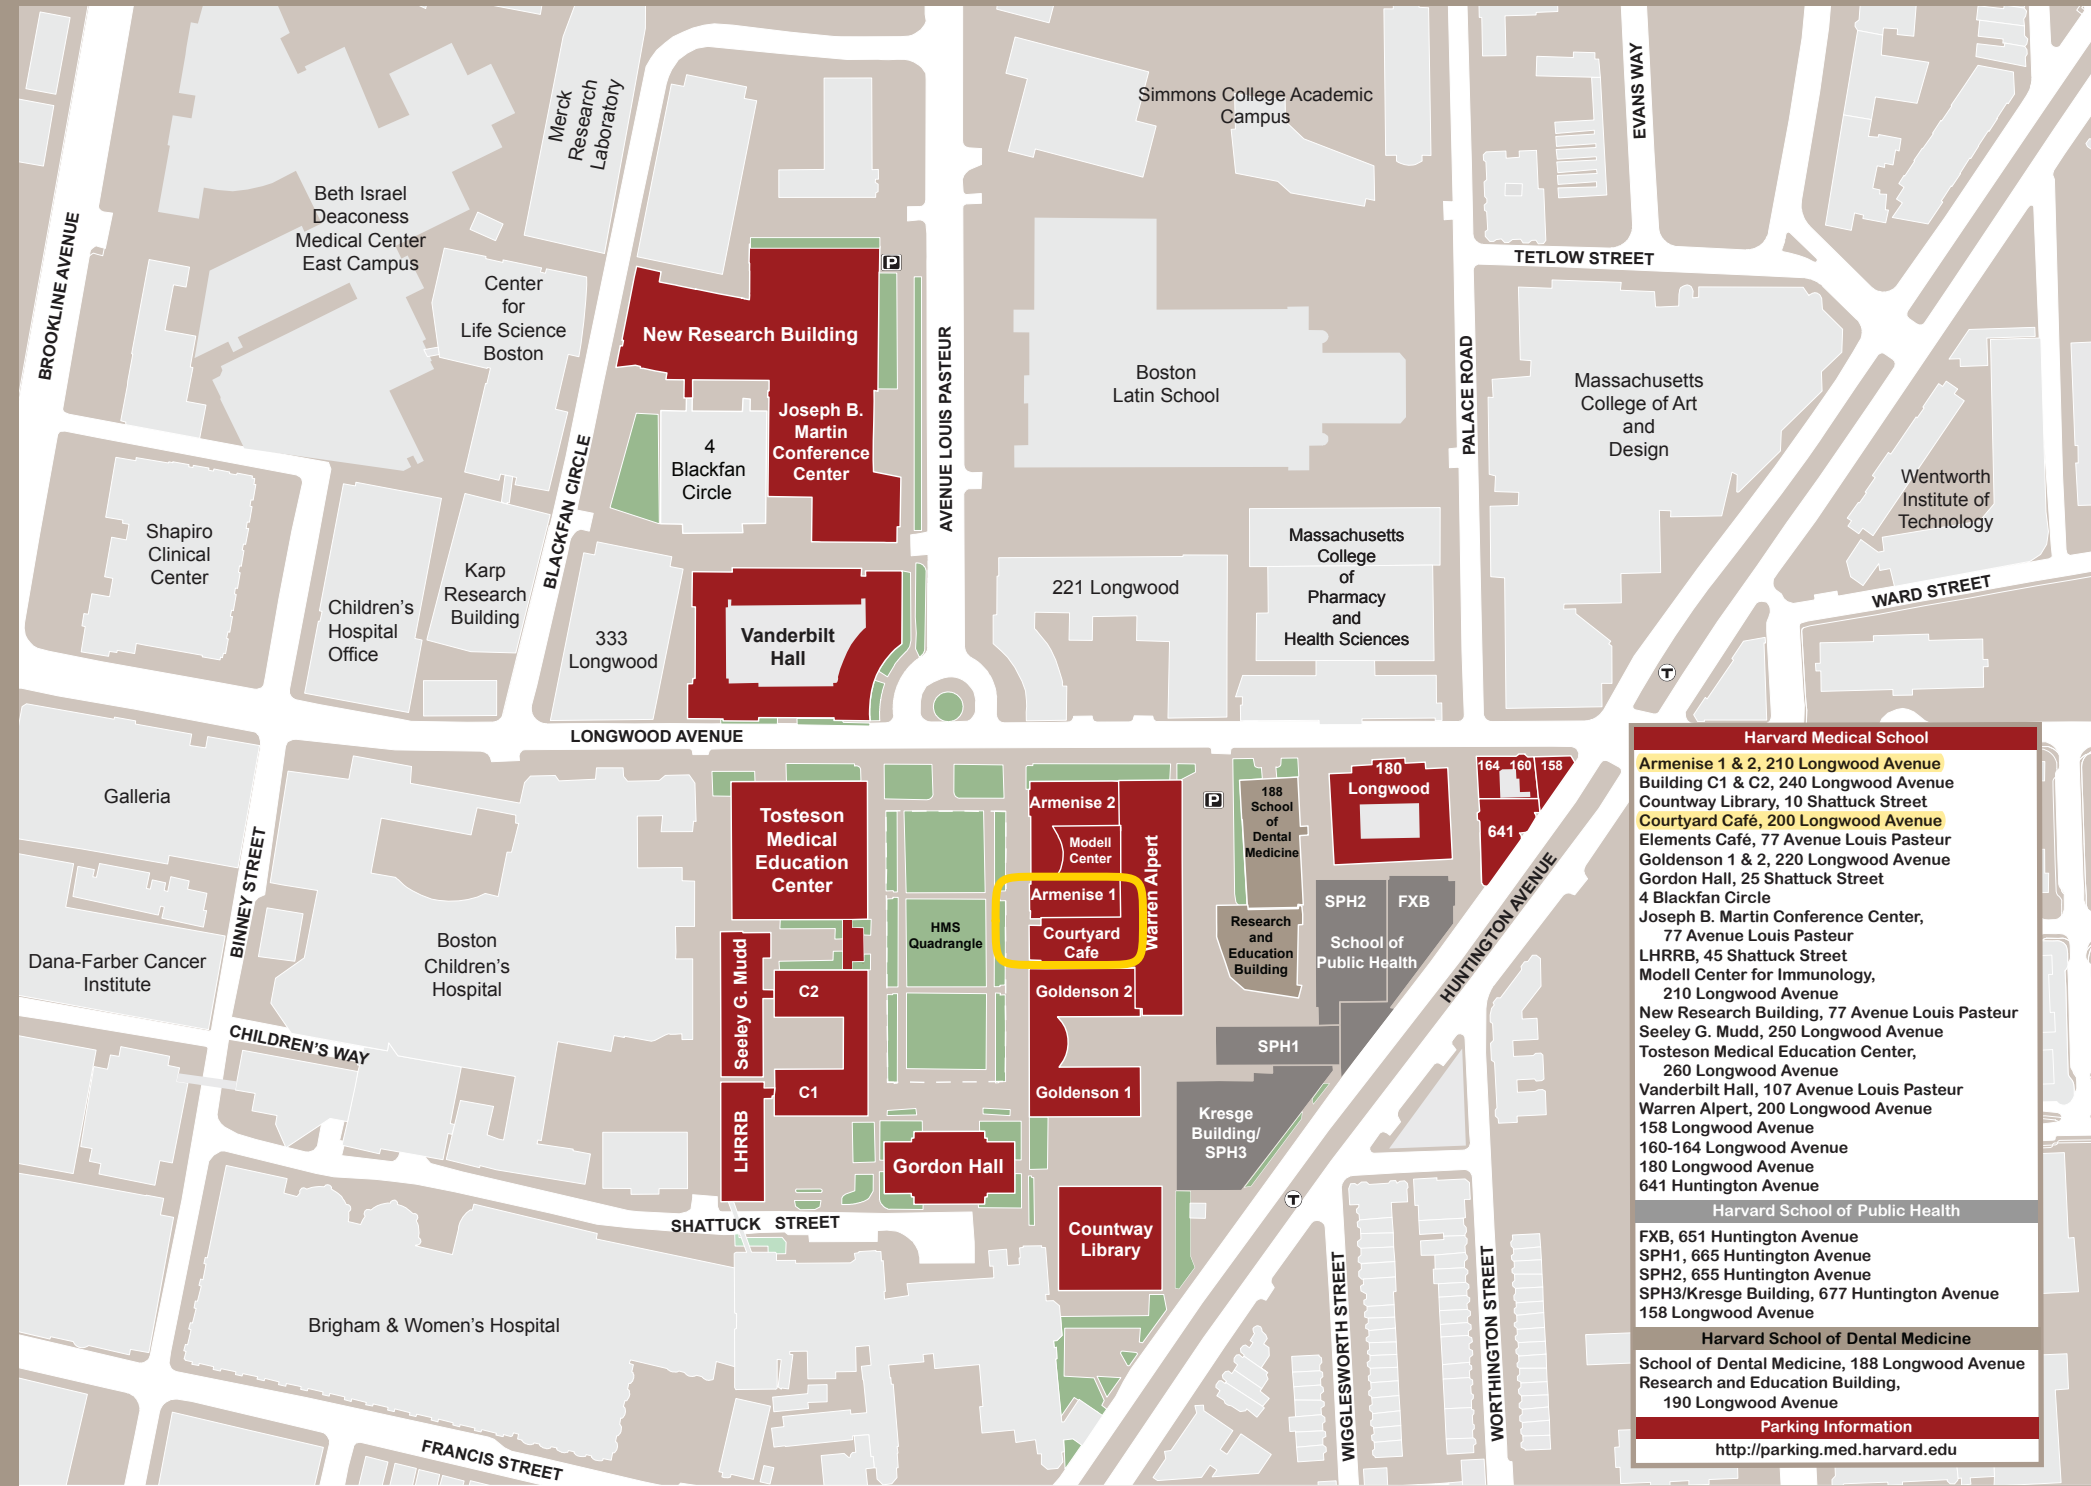 Merck
Research
Laboratory
Simmons College Academic
Campus
EVANS WAY
Beth Israel
Deaconess
Medical Center
East Campus
BROOKLINE AVENUE
Center
for
Life Science
Boston
P
TETLOW STREET
New Research Building
AVENUE LOUIS PASTEUR
Boston
Latin School
PALACE ROAD
Massachusetts
College of Art
and
Design
Joseph B.
Martin
Conference
Center
4
Blackfan
Circle
BLACKFAN CIRCLE
Wentworth
Institute of
Technology
Shapiro
Clinical
Center
Massachusetts
College
of
Pharmacy
and
Health Sciences
Karp
Research
Building
Children's
Hospital
Office
333
Longwood
Vanderbilt
Hall
221 Longwood
WARD STREET
T
LONGWOOD AVENUE
Galleria
BINNEY STREET
Tosteson
Medical
Education
Center
Armenise 2
Modell
Center
Armenise 1
Courtyard
Cafe
Warren Alpert
P
188
School
of
Dental
Medicine
180
Longwood
164
160
158
641
HUNTINGTON AVENUE
HMS
Quadrangle
Research
and
Education
Building
SPH2
FXB
School of
Public Health
Dana-Farber Cancer
Institute
Boston
Children's
Hospital
Seeley G. Mudd
C2
Goldenson 2
CHILDREN'S WAY
SPH1
C1
Goldenson 1
LHRRB
Kresge
Building/
SPH3
Gordon Hall
T
SHATTUCK STREET
Countway
Library
Brigham & Women's Hospital
WIGGLESWORTH STREET
WORTHINGTON STREET
FRANCIS STREET
Harvard Medical School
Armenise 1 & 2, 210 Longwood Avenue
Building C1 & C2, 240 Longwood Avenue
Countway Library, 10 Shattuck Street
Courtyard Café, 200 Longwood Avenue
Elements Café, 77 Avenue Louis Pasteur
Goldenson 1 & 2, 220 Longwood Avenue
Gordon Hall, 25 Shattuck Street
4 Blackfan Circle
Joseph B. Martin Conference Center,
77 Avenue Louis Pasteur
LHRRB, 45 Shattuck Street
Modell Center for Immunology,
210 Longwood Avenue
New Research Building, 77 Avenue Louis Pasteur
Seeley G. Mudd, 250 Longwood Avenue
Tosteson Medical Education Center,
260 Longwood Avenue
Vanderbilt Hall, 107 Avenue Louis Pasteur
Warren Alpert, 200 Longwood Avenue
158 Longwood Avenue
160-164 Longwood Avenue
180 Longwood Avenue
641 Huntington Avenue
Harvard School of Public Health
FXB, 651 Huntington Avenue
SPH1, 665 Huntington Avenue
SPH2, 655 Huntington Avenue
SPH3/Kresge Building, 677 Huntington Avenue
158 Longwood Avenue
Harvard School of Dental Medicine
School of Dental Medicine, 188 Longwood Avenue
Research and Education Building,
190 Longwood Avenue
Parking Information
http://parking.med.harvard.edu